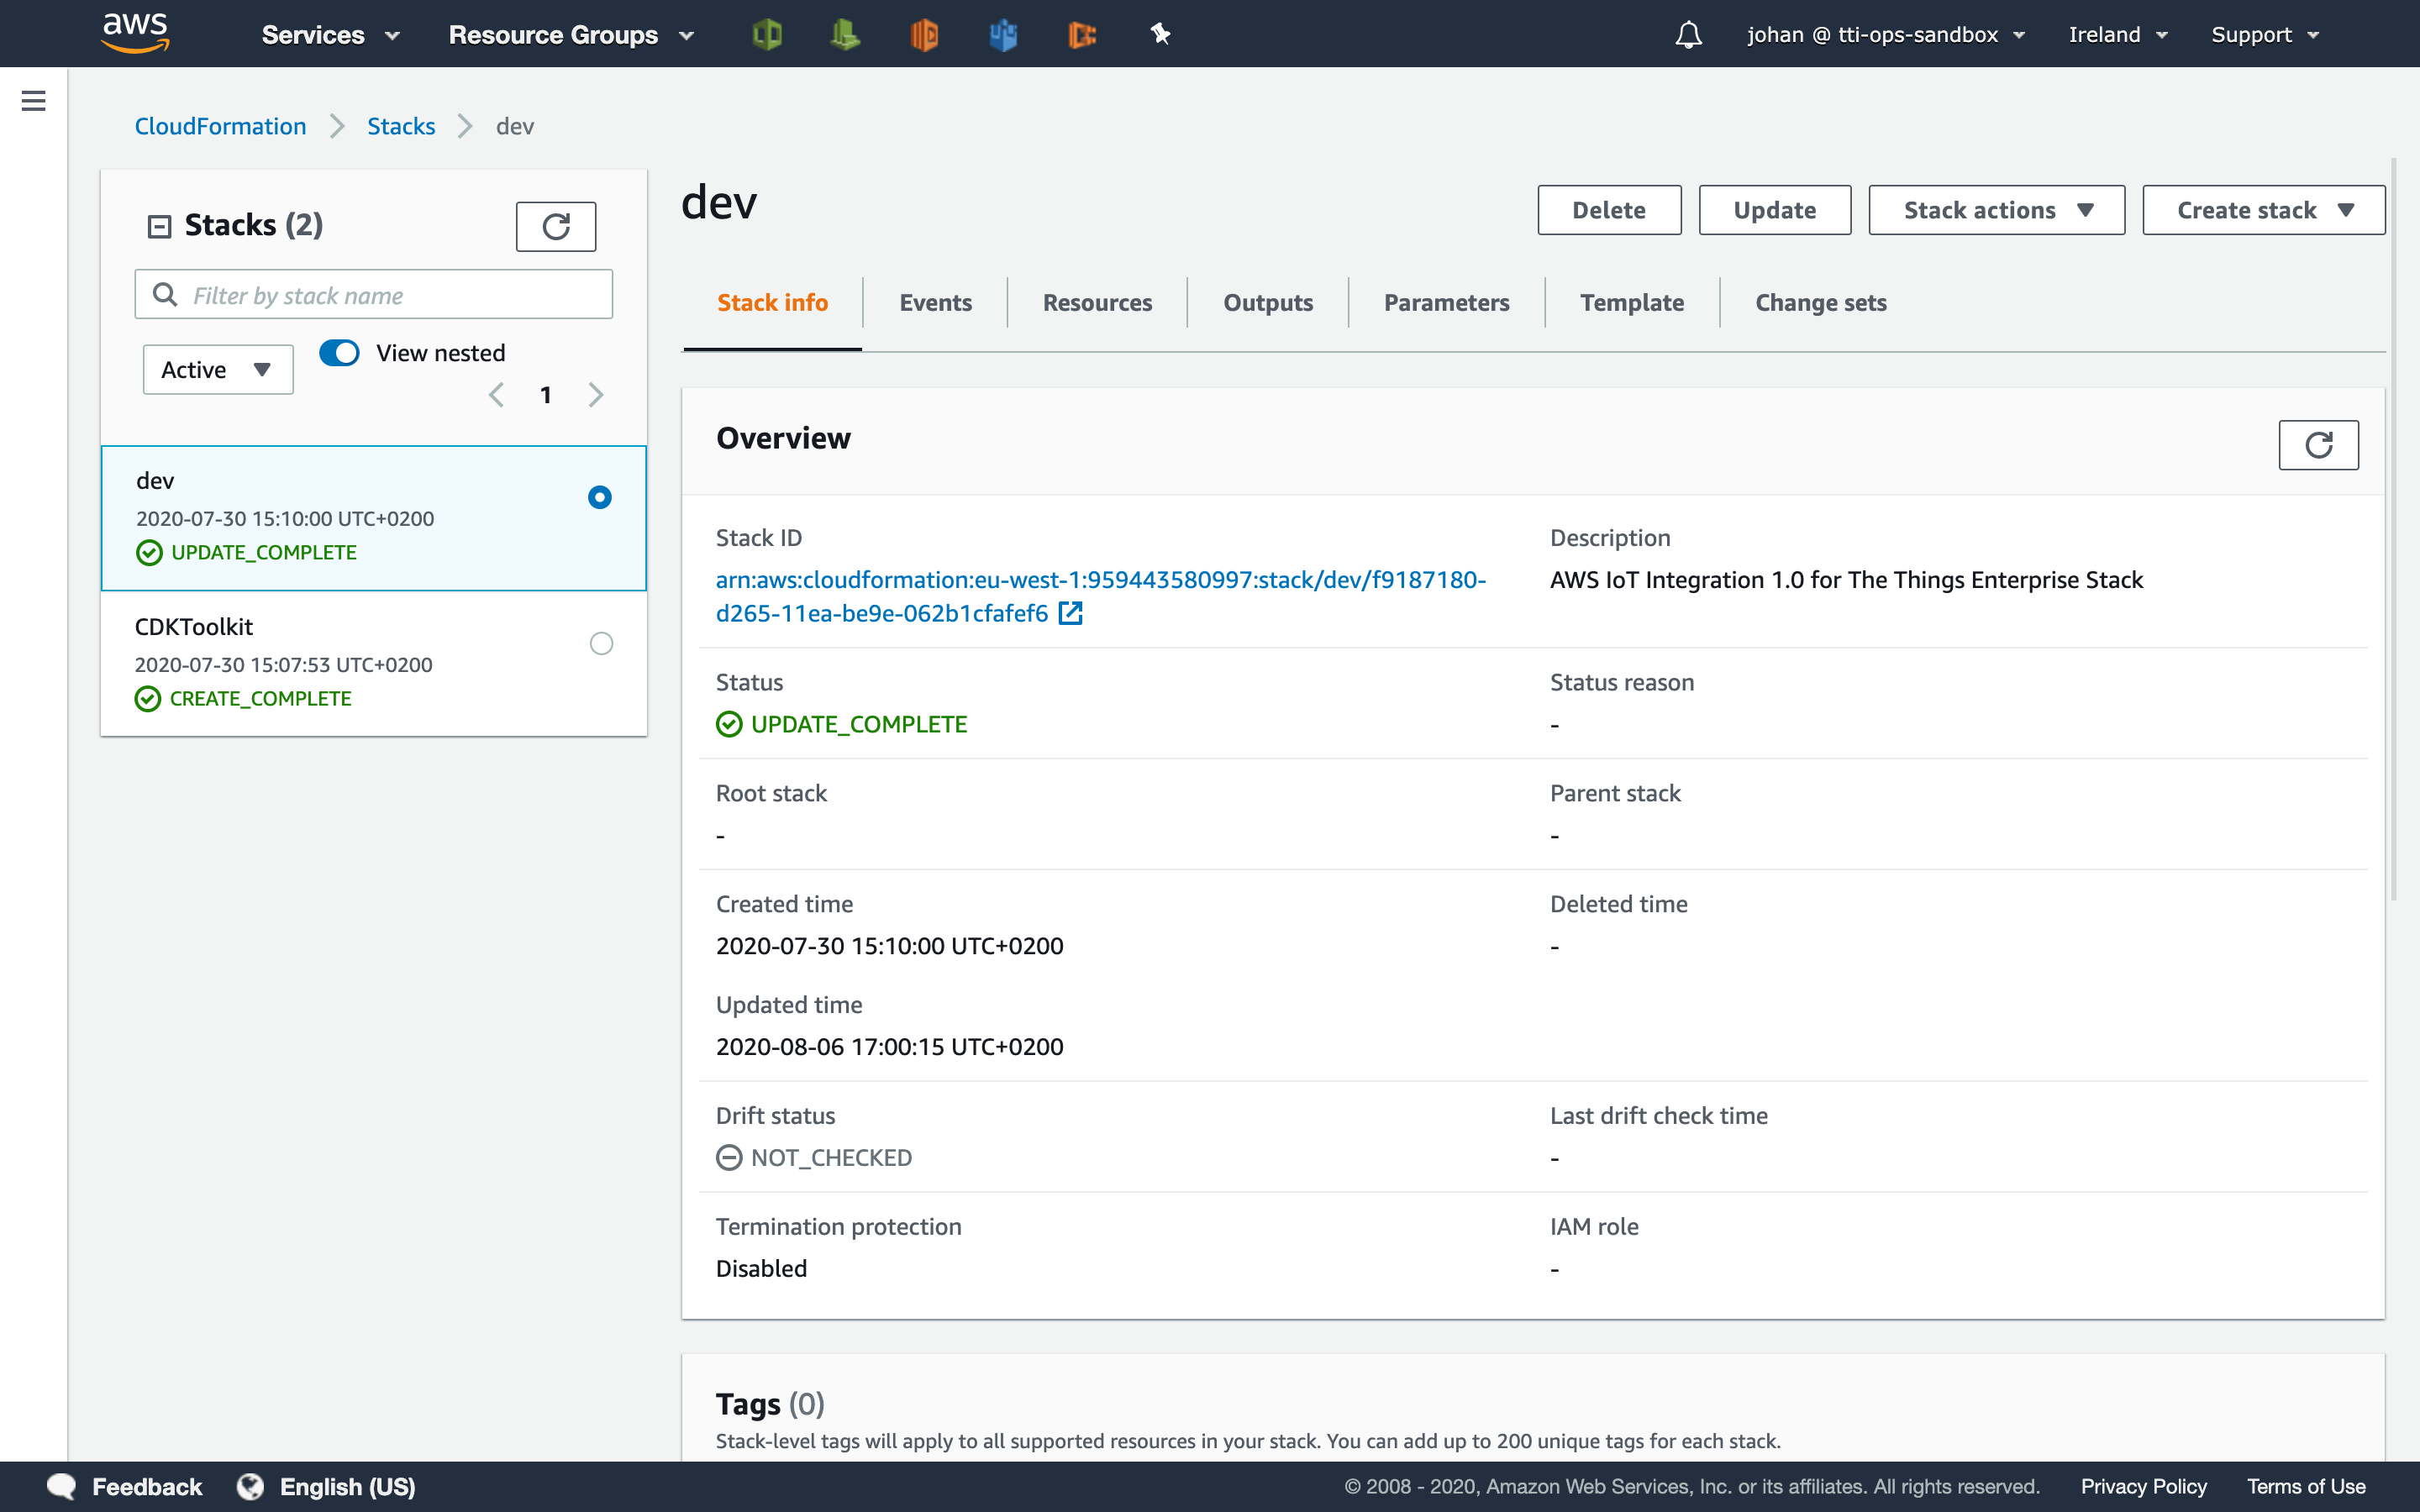 aws
Services
Resource Groups
johan @ tti-ops-sandbox
Ireland
Support
CloudFormation
Stacks
dev
Stacks (2)
Filter by stack name
Active
View nested
1
dev
2020-07-30 15:10:00 UTC+0200
UPDATE_COMPLETE
CDKToolkit
2020-07-30 15:07:53 UTC+0200
CREATE_COMPLETE
dev
Delete
Update
Stack actions
Create stack
Stack info
Events
Resources
Outputs
Parameters
Template
Change sets
Overview
Stack ID
arn:aws:cloudformation:eu-west-1:959443580997:stack/dev/f9187180-
d265-11ea-be9e-062b1cfafef6
Description
AWS IoT Integration 1.0 for The Things Enterprise Stack
Status
UPDATE_COMPLETE
Status reason
-
Root stack
-
Parent stack
-
Created time
2020-07-30 15:10:00 UTC+0200
Deleted time
-
Updated time
2020-08-06 17:00:15 UTC+0200
Drift status
NOT_CHECKED
Last drift check time
-
Termination protection
Disabled
IAM role
-
Tags (0)
Stack-level tags will apply to all supported resources in your stack. You can add up to 200 unique tags for each stack.
Feedback
English (US)
© 2008 - 2020, Amazon Web Services, Inc. or its affiliates. All rights reserved.
Privacy Policy
Terms of Use